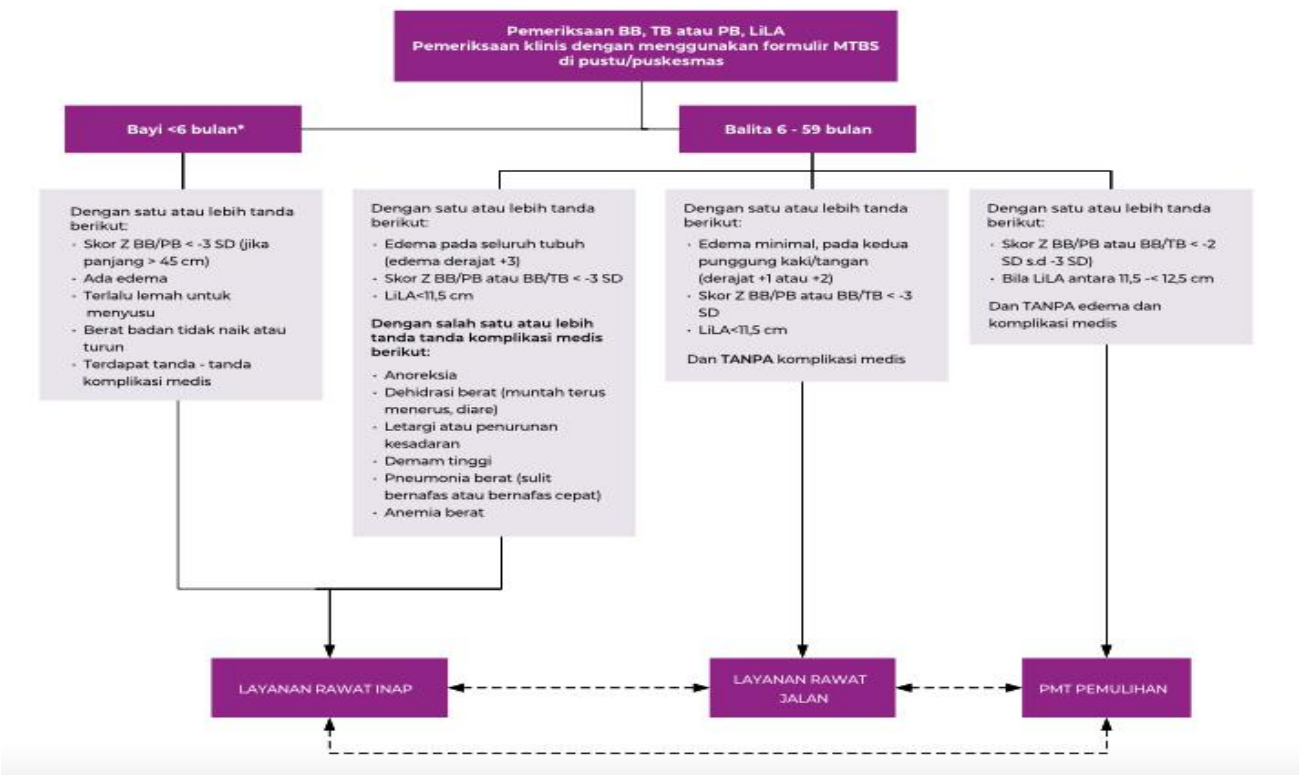 Pemeriksaan BB, TB atau PB, LiLA
Pemeriksaan klinis dengan menggunakan formulir MTBS
di pustu/puskesmas
Bayi <6 bulan*
Balita 6 - 59 bulan
Dengan satu atau lebih tanda
berikut:
- Skor Z BB/PB < -3 SD (jika
panjang > 45 cm)
- Ada edema
- Terlalu lemah untuk
menyusu
- Berat badan tidak naik atau
turun
- Terdapat tanda - tanda
komplikasi medis
Dengan satu atau lebih tanda
berikut:
- Edema pada seluruh tubuh
(edema derajat +3)
- Skor Z BB/PB atau BB/TB < -3 SD
- LiLA<11,5 cm
Dengan salah satu atau lebih
tanda tanda komplikasi medis
berikut:
- Anoreksia
- Dehidrasi berat (muntah terus
menerus, diare)
- Letargi atau penurunan
kesadaran
- Demam tinggi
- Pneumonia berat (sulit
bernafas atau bernafas cepat)
- Anemia berat
Dengan satu atau lebih tanda
berikut:
- Edema minimal, pada kedua
punggung kaki/tangan
(derajat +1 atau +2)
- Skor Z BB/PB atau BB/TB < -3
SD
- LiLA<11,5 cm
Dan TANPA komplikasi medis
Dengan satu atau lebih tanda
berikut:
- Skor Z BB/PB atau BB/TB < -2
SD s.d -3 SD)
- Bila LiLA antara 11,5 -< 12,5 cm
Dan TANPA edema dan
komplikasi medis
LAYANAN RAWAT INAP
LAYANAN RAWAT
JALAN
PMT PEMULIHAN